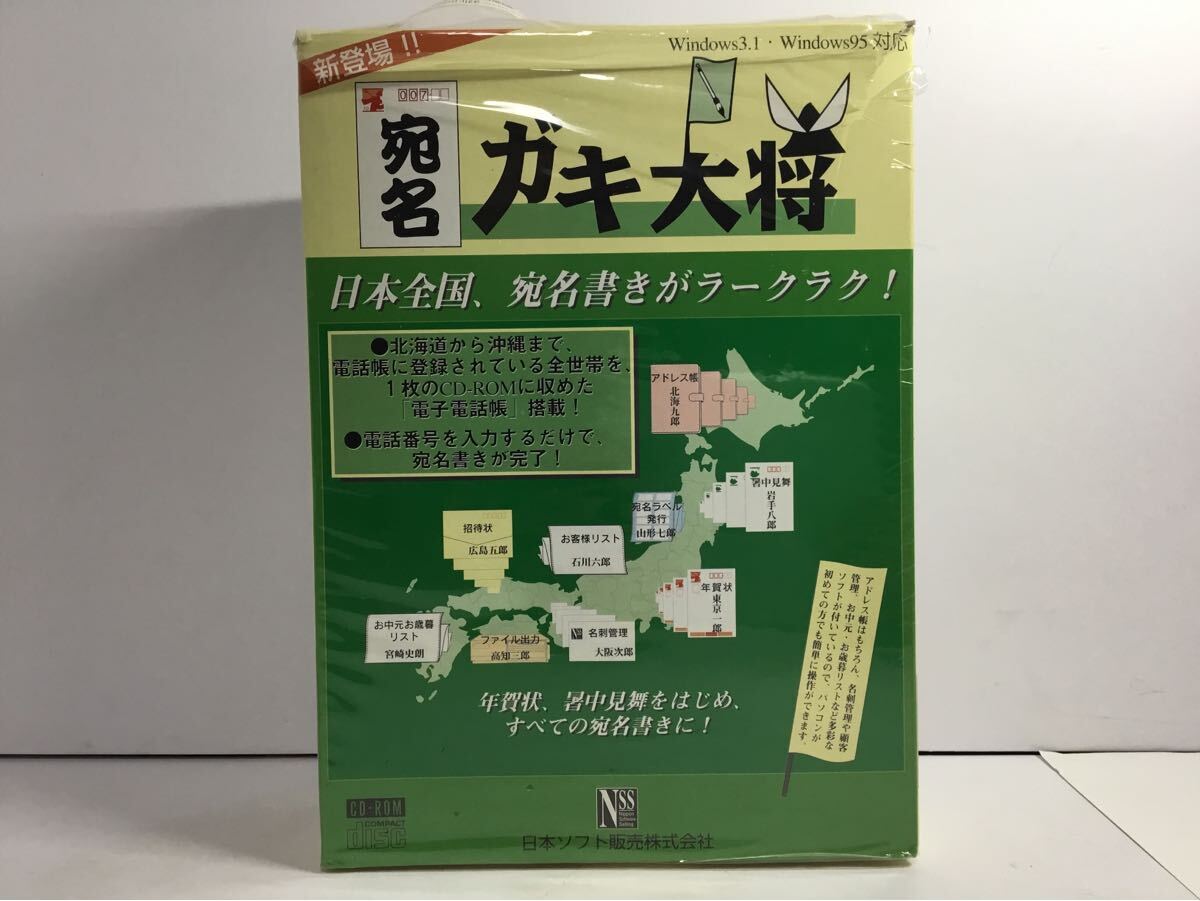 新登場!!
Windows3.1・Windows95 対応
007
宛名
ガキ大将
日本全国、宛名書きがラークラク!
●北海道から沖縄まで、
電話帳に登録されている全世帯を、
1枚のCD-ROMに収めた
「電子電話帳」搭載!
●電話番号を入力するだけで、
宛名書きが完了!
アドレス帳
北海九郎
暑中見舞
岩手八郎
宛名ラベル
発行
山形七郎
招待状
広島五郎
お客様リスト
石川六郎
年賀状
東京一郎
お中元お歳暮
リスト
宮崎史朗
ファイル出力
高知三郎
名刺管理
大阪次郎
アドレス帳はもちろん、名刺管理や顧客
管理、お中元・お歳暮リストなど多彩な
ソフトが付いているので、パソコンが
初めての方でも簡単に操作ができます。
年賀状、暑中見舞をはじめ、
すべての宛名書きに!
CD-ROM
COMPACT
disc
NSS
Nippon
Software
Selling
日本ソフト販売株式会社